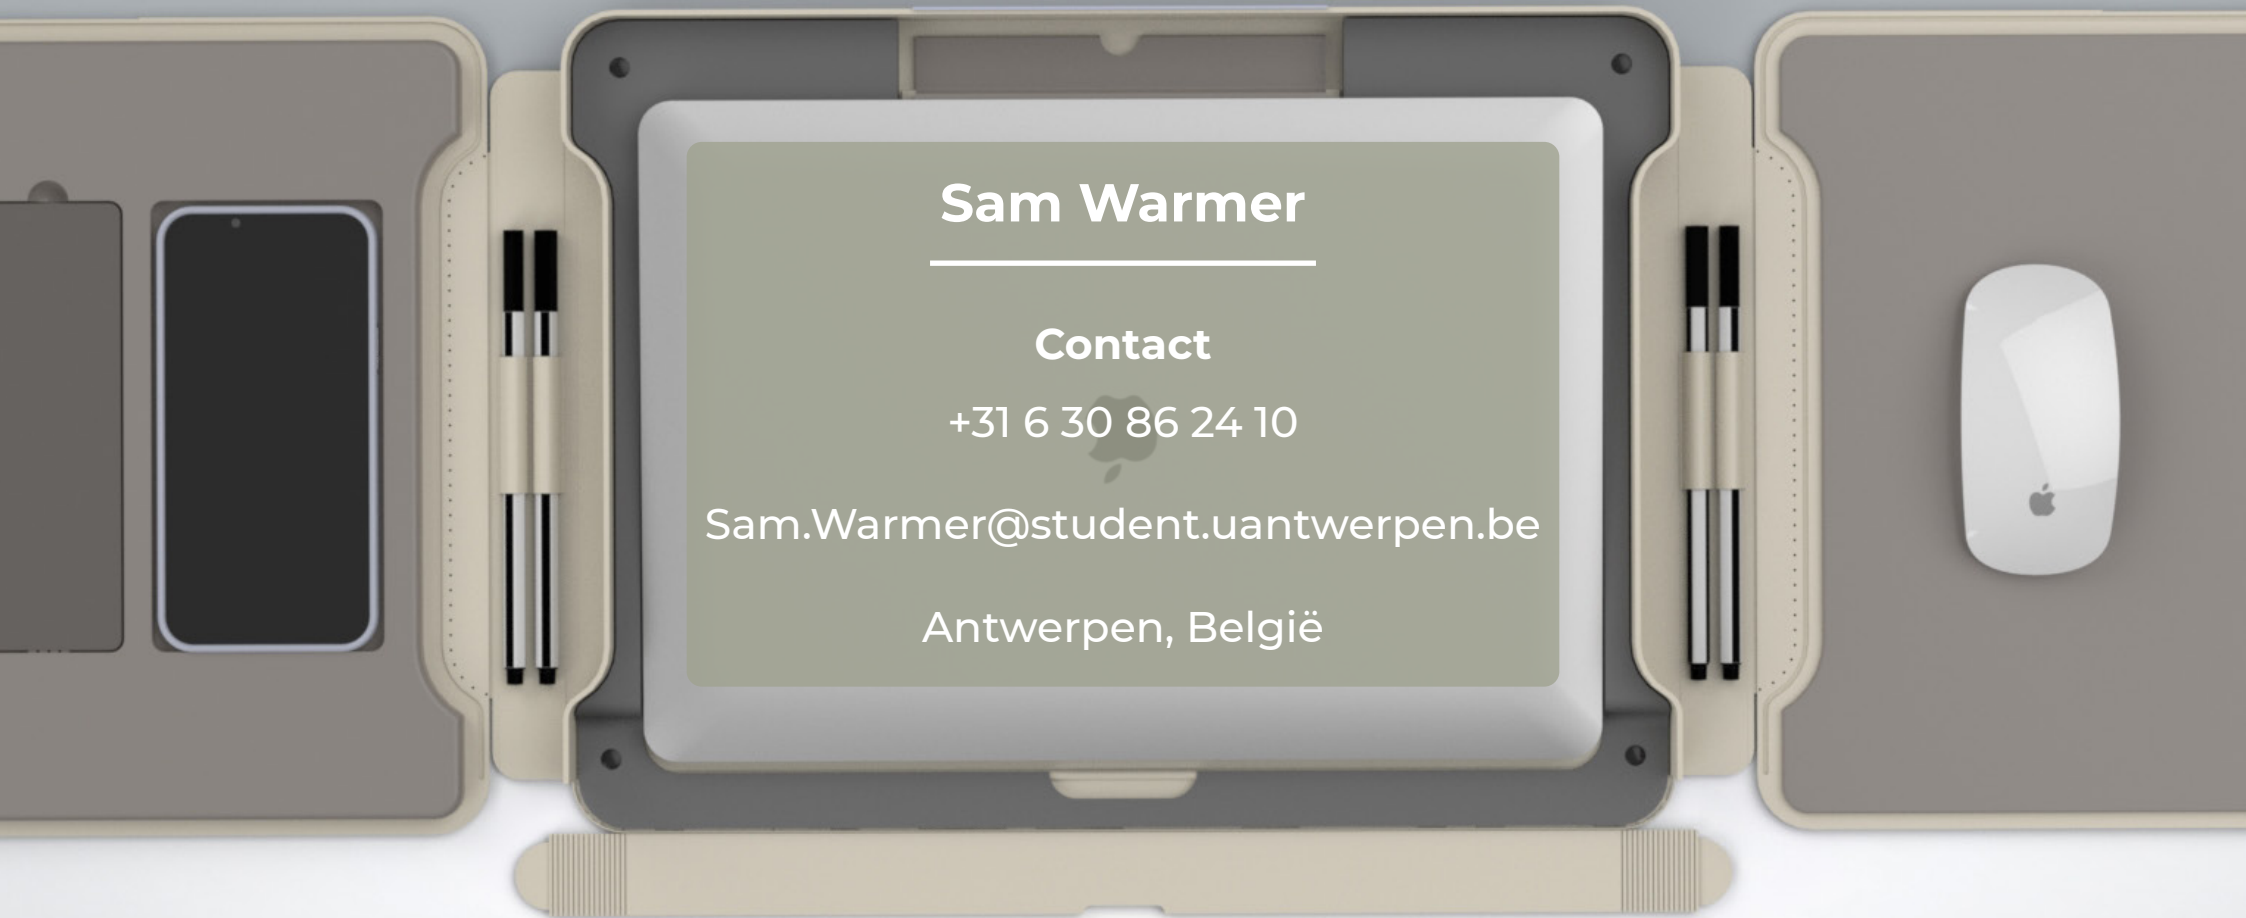 Sam Warmer
Contact
+31 6 30 86 24 10
Sam.Warmer@student.uantwerpen.be
Antwerpen, België